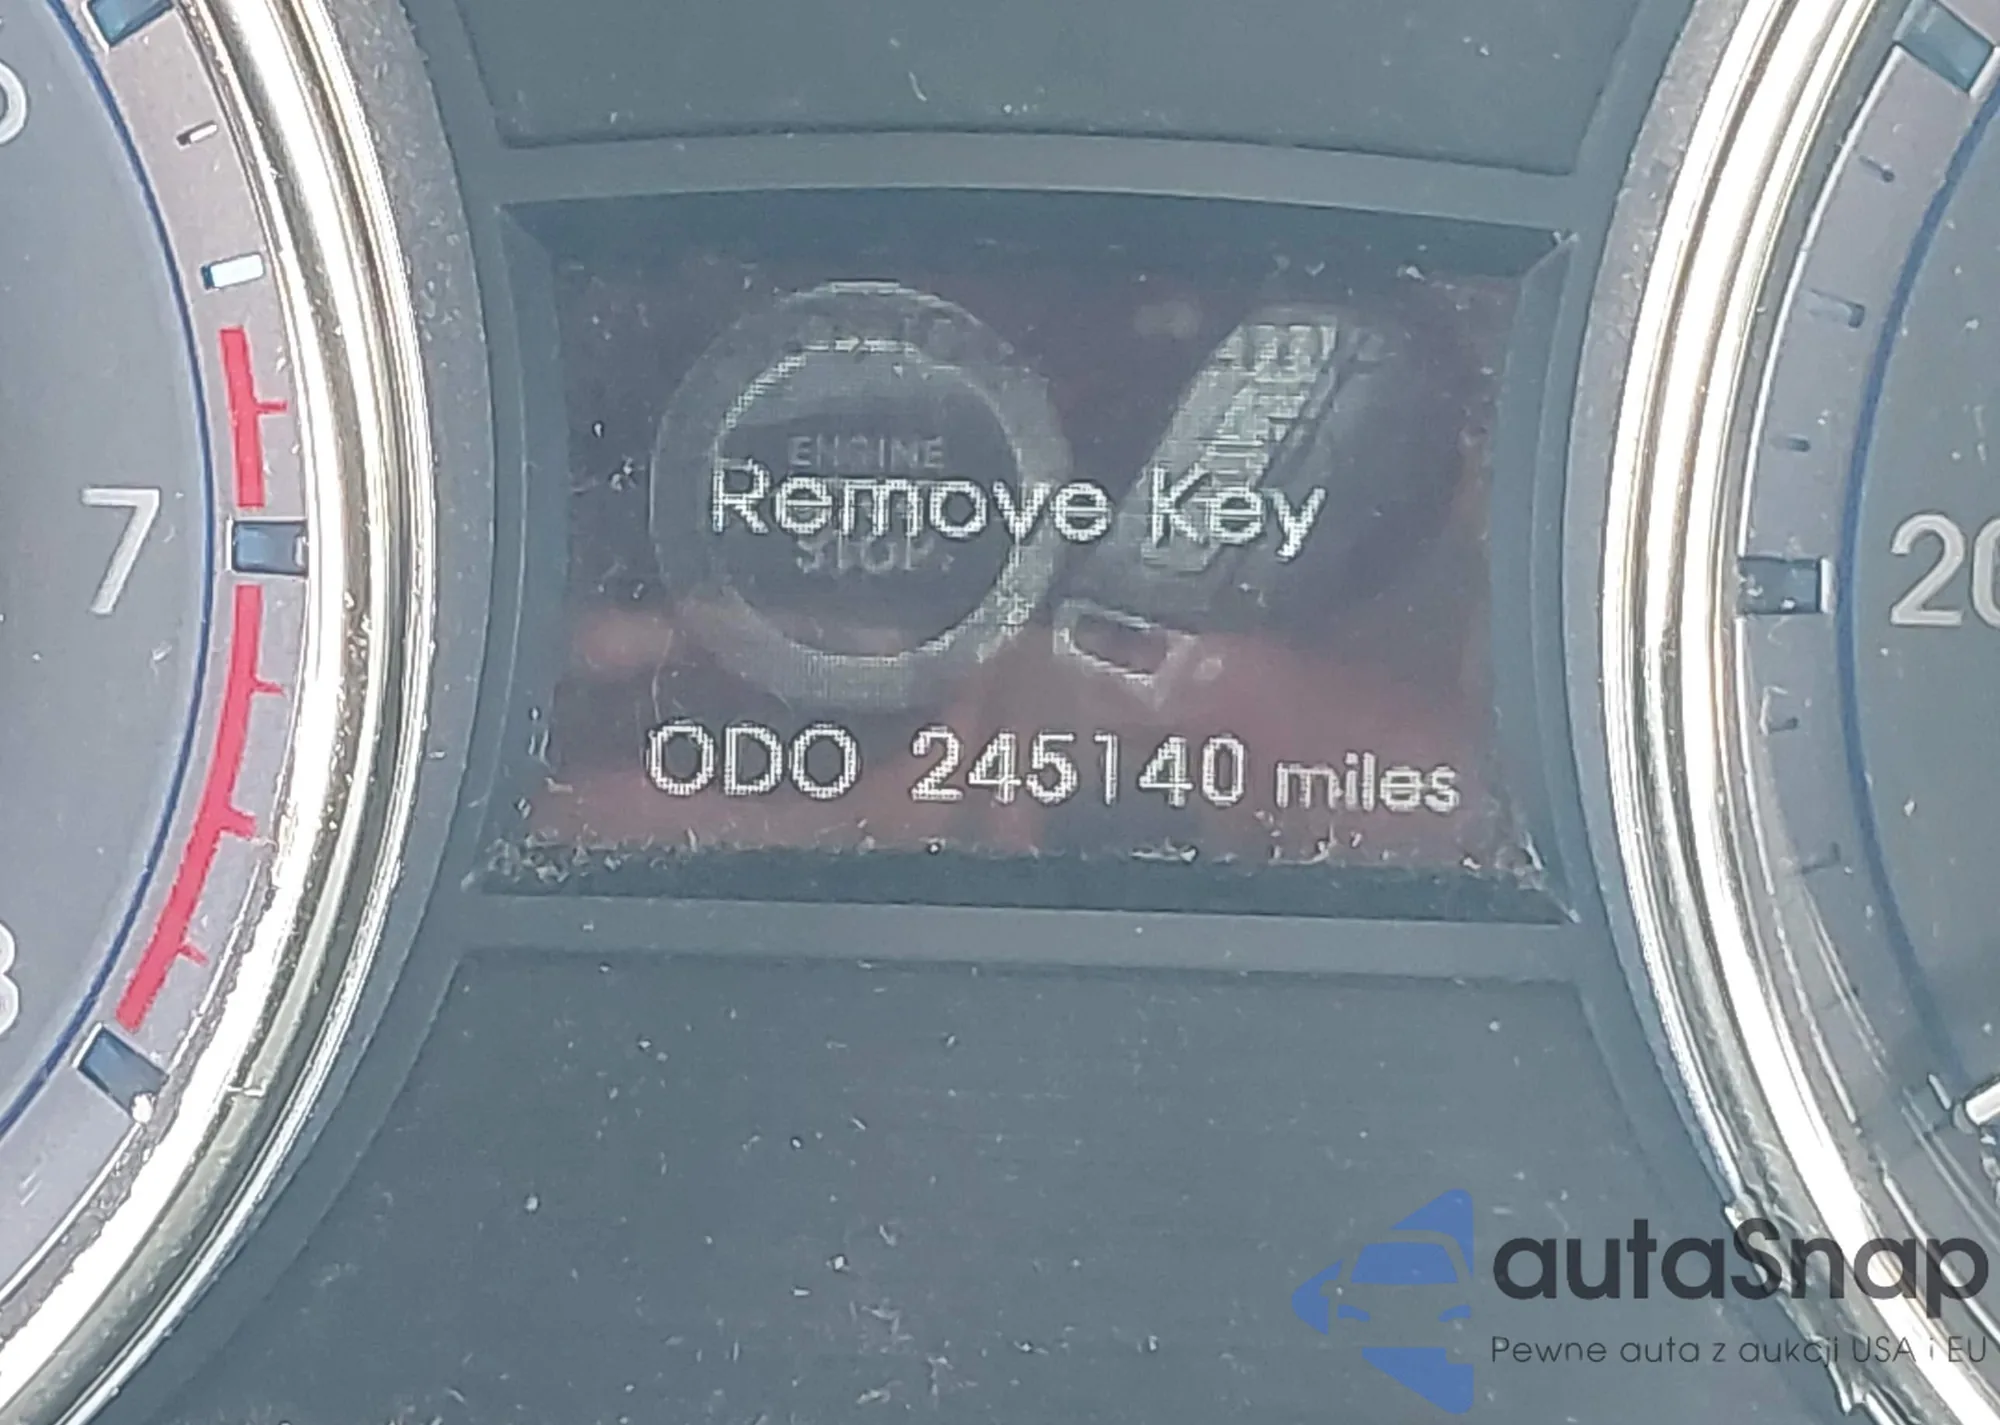 7
20
ENGINE
Remove Key
STOP
ODO 245140 miles
autaSnap
Pewne auta z aukcji USA i EU